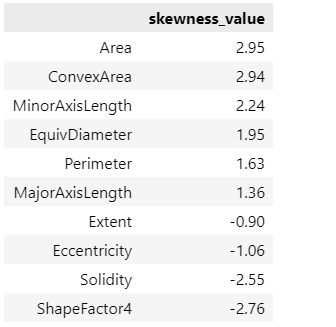 skewness_value
Area 2.95
ConvexArea 2.94
MinorAxisLength 2.24
EquivDiameter 1.95
Perimeter 1.63
MajorAxisLength 1.36
Extent -0.90
Eccentricity -1.06
Solidity -2.55
ShapeFactor4 -2.76